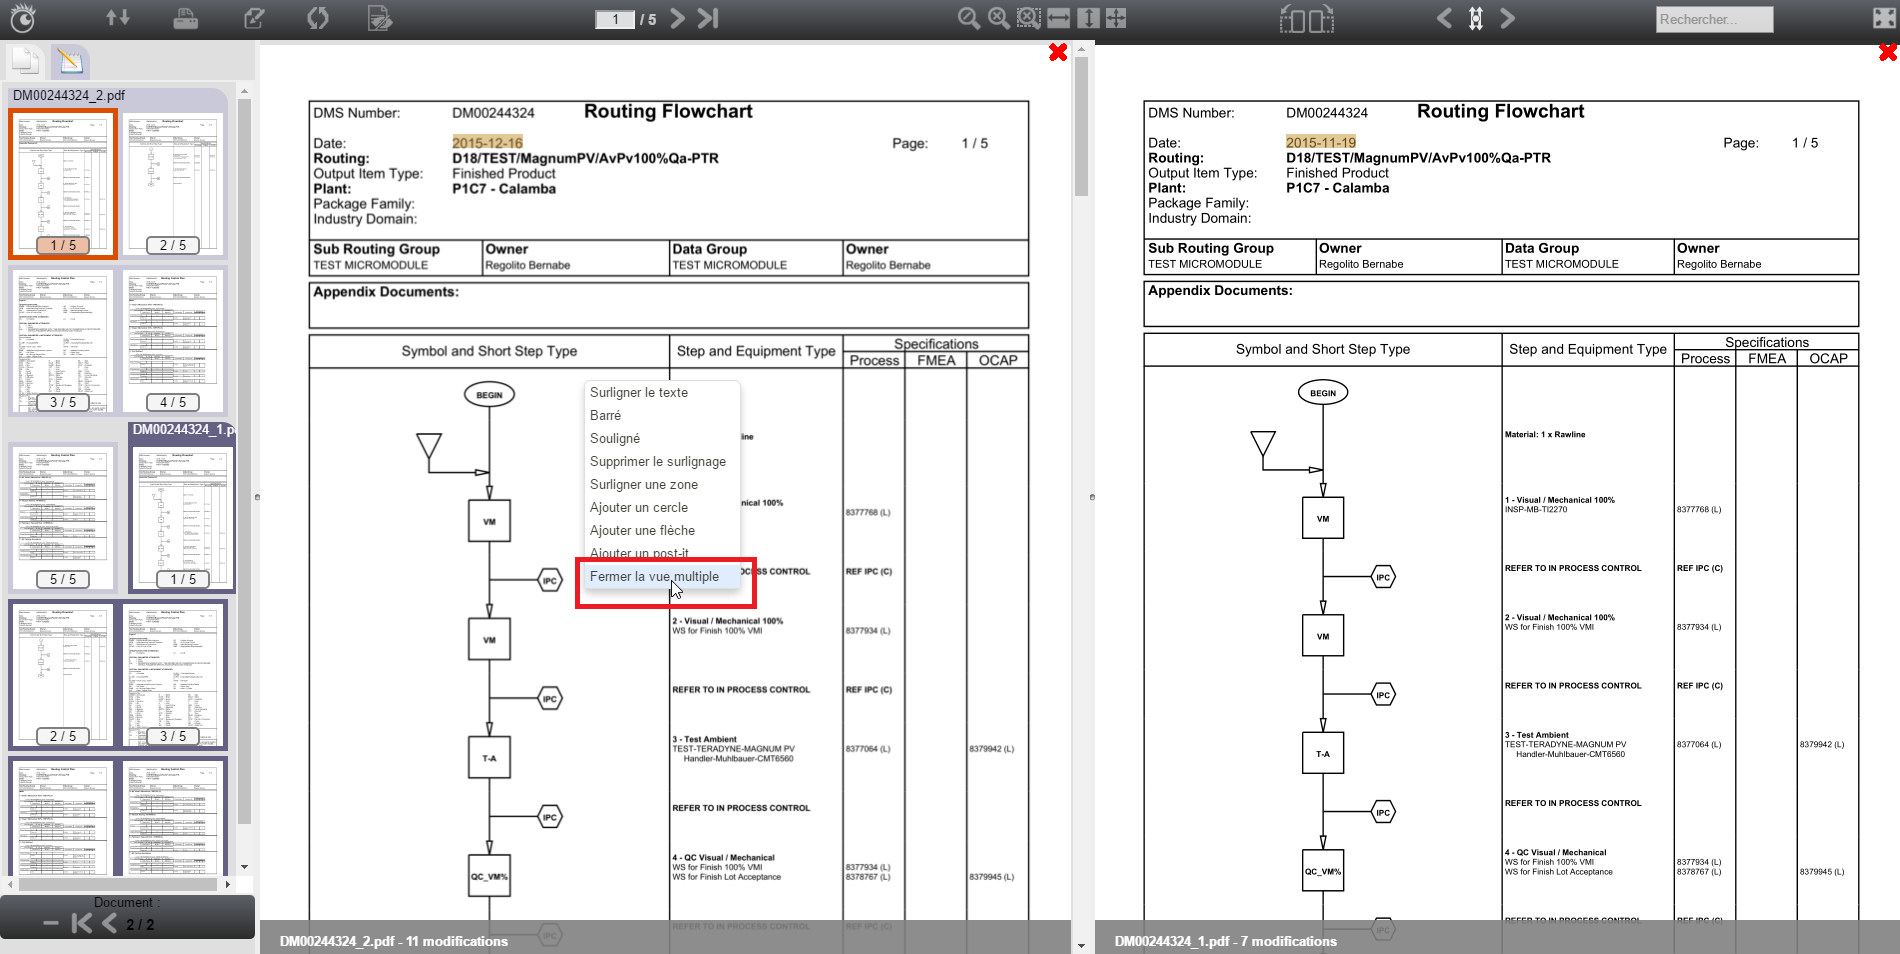 1 / 5
Rechercher...
DM00244324_2.pdf
1 / 5
2 / 5
3 / 5
4 / 5
DM00244324_1.p
5 / 5
1 / 5
2 / 5
3 / 5
Document :
2 / 2
DMS Number: DM00244324 Routing Flowchart
Date: 2015-12-16 Page: 1 / 5
Routing: D18/TEST/MagnumPV/AvPv100%Qa-PTR
Output Item Type: Finished Product
Plant: P1C7 - Calamba
Package Family:
Industry Domain:
Sub Routing Group Owner Data Group Owner
TEST MICROMODULE Regolito Bernabe TEST MICROMODULE Regolito Bernabe
Appendix Documents:
Symbol and Short Step Type Step and Equipment Type Specifications
Process FMEA OCAP
BEGIN
Surligner le texte
Barré
Souligné
Supprimer le surlignage
Surligner une zone
Ajouter un cercle
Ajouter une flèche
Ajouter un post-it
Fermer la vue multiple
line
nical 100%
8377768 (L)
VM
IPC
OCESS CONTROL REF IPC (C)
2 - Visual / Mechanical 100%
WS for Finish 100% VMI 8377934 (L)
VM
REFER TO IN PROCESS CONTROL REF IPC (C)
IPC
3 - Test Ambient
TEST-TERADYNE-MAGNUM PV 8377064 (L) 8379942 (L)
Handler-Muhlbauer-CMT6560
T-A
REFER TO IN PROCESS CONTROL
IPC
4 - QC Visual / Mechanical
WS for Finish 100% VMI 8377934 (L)
WS for Finish Lot Acceptance 8378767 (L) 8379945 (L)
QC_VM%
REFER TO IN PROCESS CONTROL REF IPC (C)
IPC
DM00244324_2.pdf - 11 modifications
DMS Number: DM00244324 Routing Flowchart
Date: 2015-11-19 Page: 1 / 5
Routing: D18/TEST/MagnumPV/AvPv100%Qa-PTR
Output Item Type: Finished Product
Plant: P1C7 - Calamba
Package Family:
Industry Domain:
Sub Routing Group Owner Data Group Owner
TEST MICROMODULE Regolito Bernabe TEST MICROMODULE Regolito Bernabe
Appendix Documents:
Symbol and Short Step Type Step and Equipment Type Specifications
Process FMEA OCAP
BEGIN
Material: 1 x Rawline
1 - Visual / Mechanical 100%
INSP-MB-TI2270 8377768 (L)
VM
REFER TO IN PROCESS CONTROL REF IPC (C)
IPC
2 - Visual / Mechanical 100%
WS for Finish 100% VMI 8377934 (L)
VM
REFER TO IN PROCESS CONTROL REF IPC (C)
IPC
3 - Test Ambient
TEST-TERADYNE-MAGNUM PV 8377064 (L) 8379942 (L)
Handler-Muhlbauer-CMT6560
T-A
REFER TO IN PROCESS CONTROL
IPC
4 - QC Visual / Mechanical
WS for Finish 100% VMI 8377934 (L)
WS for Finish Lot Acceptance 8378767 (L) 8379945 (L)
QC_VM%
REFER TO IN PROCESS CONTROL REF IPC (C)
IPC
DM00244324_1.pdf - 7 modifications